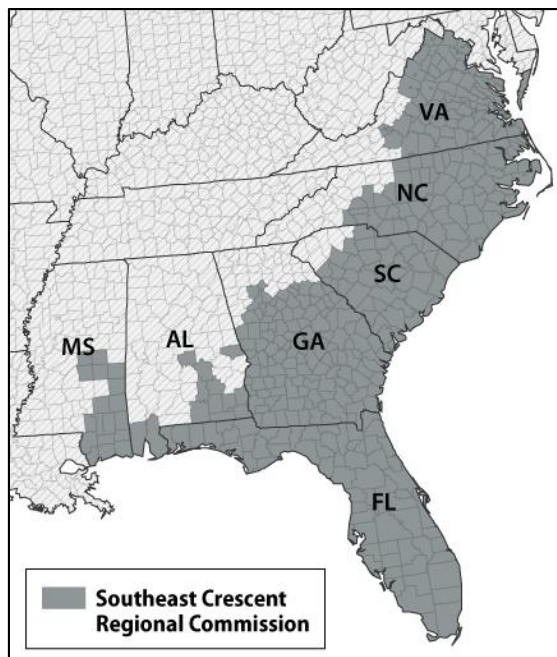 VA
NC
SC
MS
AL
GA
FL
Southeast Crescent
Regional Commission